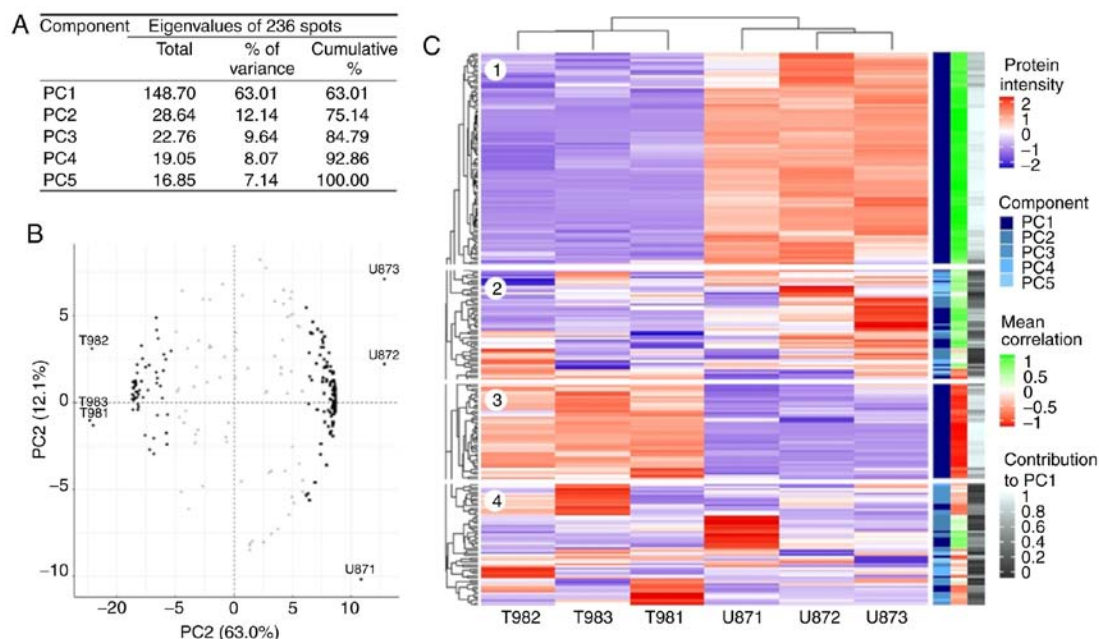 A
Component Eigenvalues of 236 spots
Total % of variance Cumulative %
PC1 148.70 63.01 63.01
PC2 28.64 12.14 75.14
PC3 22.76 9.64 84.79
PC4 19.05 8.07 92.86
PC5 16.85 7.14 100.00
B
U873
T982
U872
T983
T981
U871
5
0
−5
−10
PC2 (12.1%)
−20 −5 0 5 10
PC2 (63.0%)
C
1
2
3
4
T982 T983 T981 U871 U872 U873
Protein
intensity
2
1
0
−1
−2
Component
PC1
PC2
PC3
PC4
PC5
Mean
correlation
1
0.5
0
−0.5
−1
Contribution
to PC1
1
0.8
0.6
0.4
0.2
0